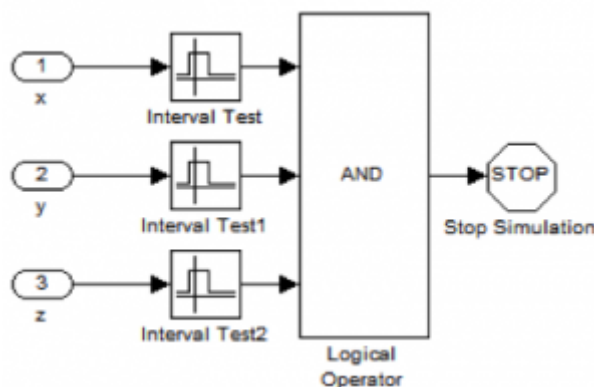 1
x
Interval Test
2
y
Interval Test1
3
z
Interval Test2
AND
Logical
Operator
STOP
Stop Simulation